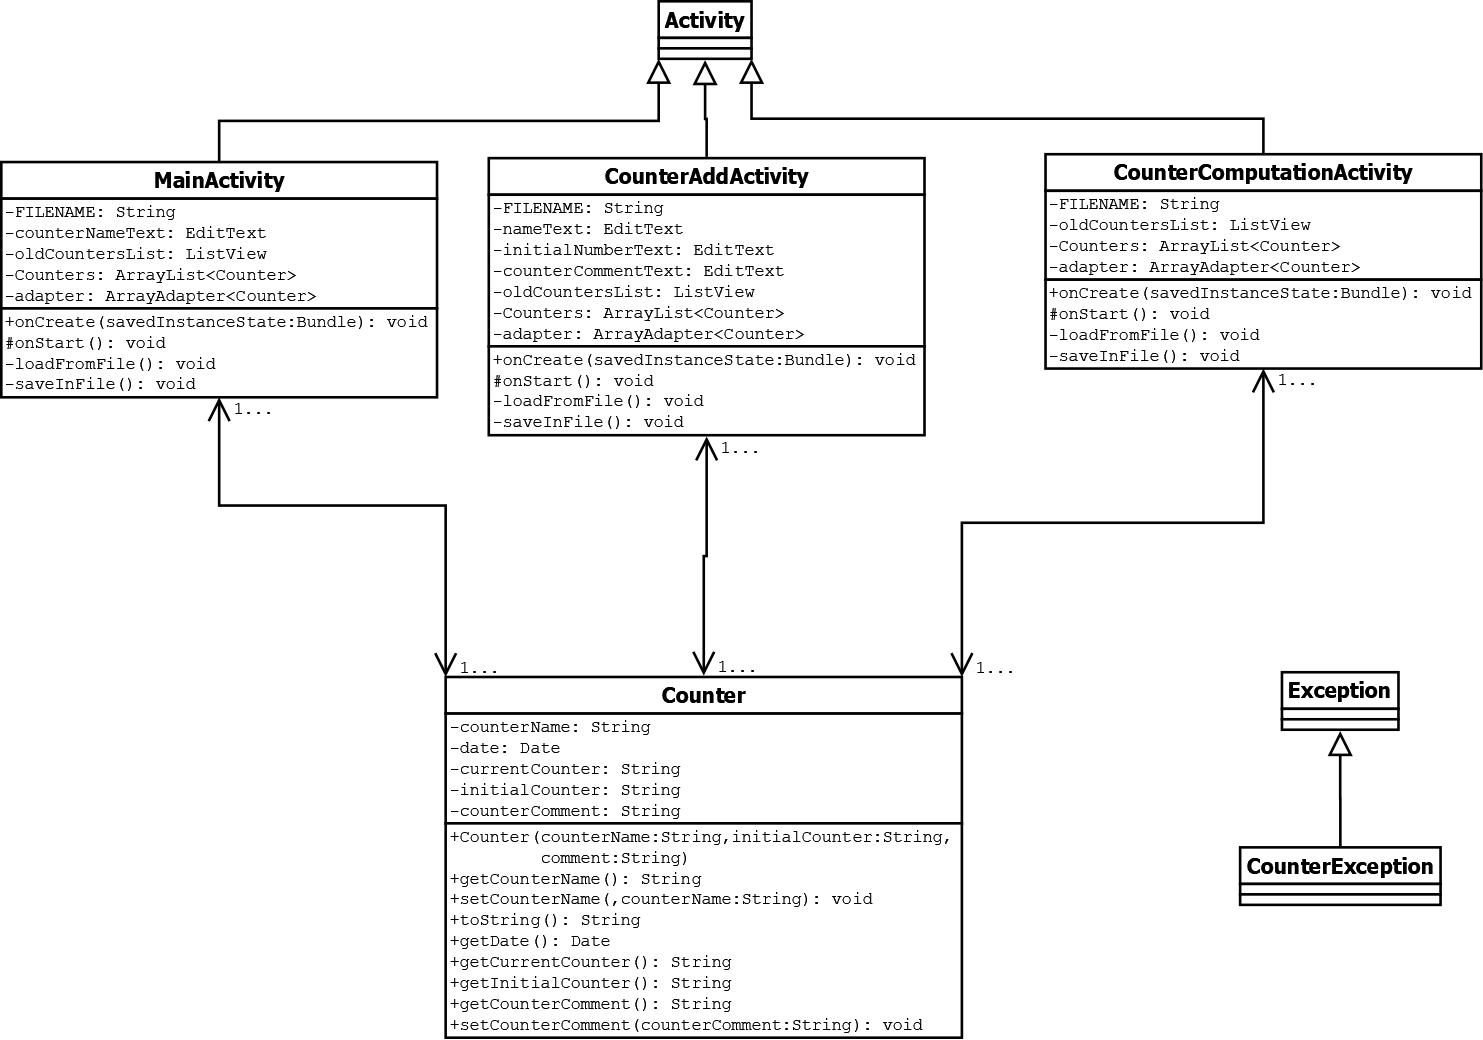 Activity
MainActivity
-FILENAME: String
-counterNameText: EditText
-oldCountersList: ListView
-Counters: ArrayList<Counter>
-adapter: ArrayAdapter<Counter>
+onCreate(savedInstanceState:Bundle): void
#onStart(): void
-loadFromFile(): void
-saveInFile(): void
1...
CounterAddActivity
-FILENAME: String
-nameText: EditText
-initialNumberText: EditText
-counterCommentText: EditText
-oldCountersList: ListView
-Counters: ArrayList<Counter>
-adapter: ArrayAdapter<Counter>
+onCreate(savedInstanceState:Bundle): void
#onStart(): void
-loadFromFile(): void
-saveInFile(): void
1...
CounterComputationActivity
-FILENAME: String
-oldCountersList: ListView
-Counters: ArrayList<Counter>
-adapter: ArrayAdapter<Counter>
+onCreate(savedInstanceState:Bundle): void
#onStart(): void
-loadFromFile(): void
-saveInFile(): void
1...
1...
1...
1...
Counter
-counterName: String
-date: Date
-currentCounter: String
-initialCounter: String
-counterComment: String
+Counter(counterName:String,initialCounter:String,
comment:String)
+getCounterName(): String
+setCounterName(,counterName:String): void
+toString(): String
+getDate(): Date
+getCurrentCounter(): String
+getInitialCounter(): String
+getCounterComment(): String
+setCounterComment(counterComment:String): void
Exception
CounterException